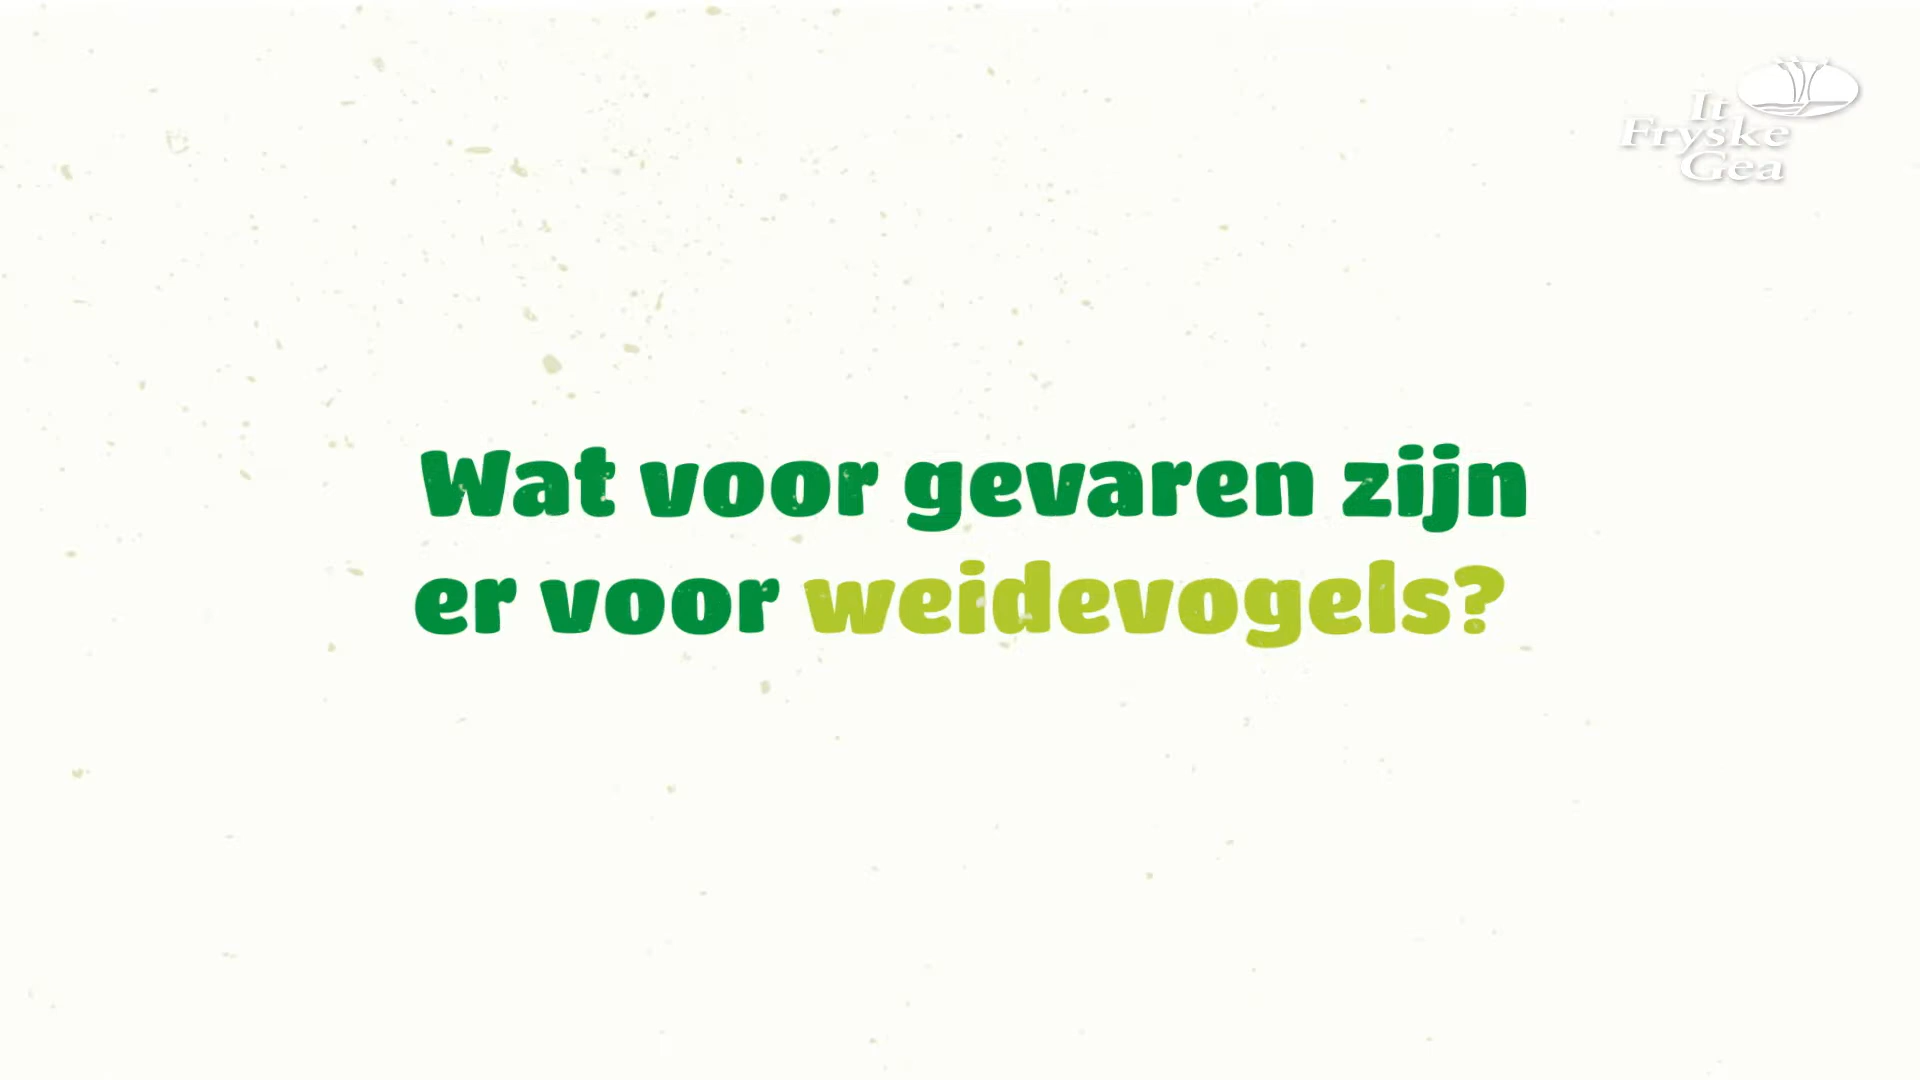 It
Fryske
Gea
Wat voor gevaren zijn
er voor weidevogels?